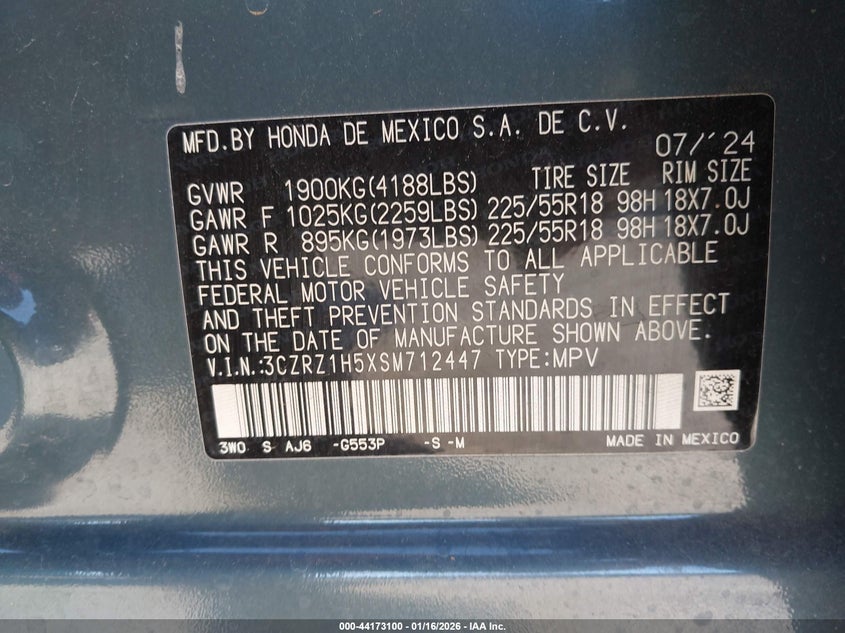 MFD.BY HONDA DE MEXICO S.A. DE C.V. 07/'24
GVWR 1900KG(4188LBS) TIRE SIZE RIM SIZE
GAWR F 1025KG(2259LBS) 225/55R18 98H 18X7.0J
GAWR R 895KG(1973LBS) 225/55R18 98H 18X7.0J
THIS VEHICLE CONFORMS TO ALL APPLICABLE
FEDERAL MOTOR VEHICLE SAFETY
AND THEFT PREVENTION STANDARDS IN EFFECT
ON THE DATE OF MANUFACTURE SHOWN ABOVE.
V.I.N.:3CZRZ1H5XSM712447 TYPE:MPV
3W0 S AJ6 -G553P -S -M MADE IN MEXICO
000-44173100 - 01/16/2026 - IAA Inc.